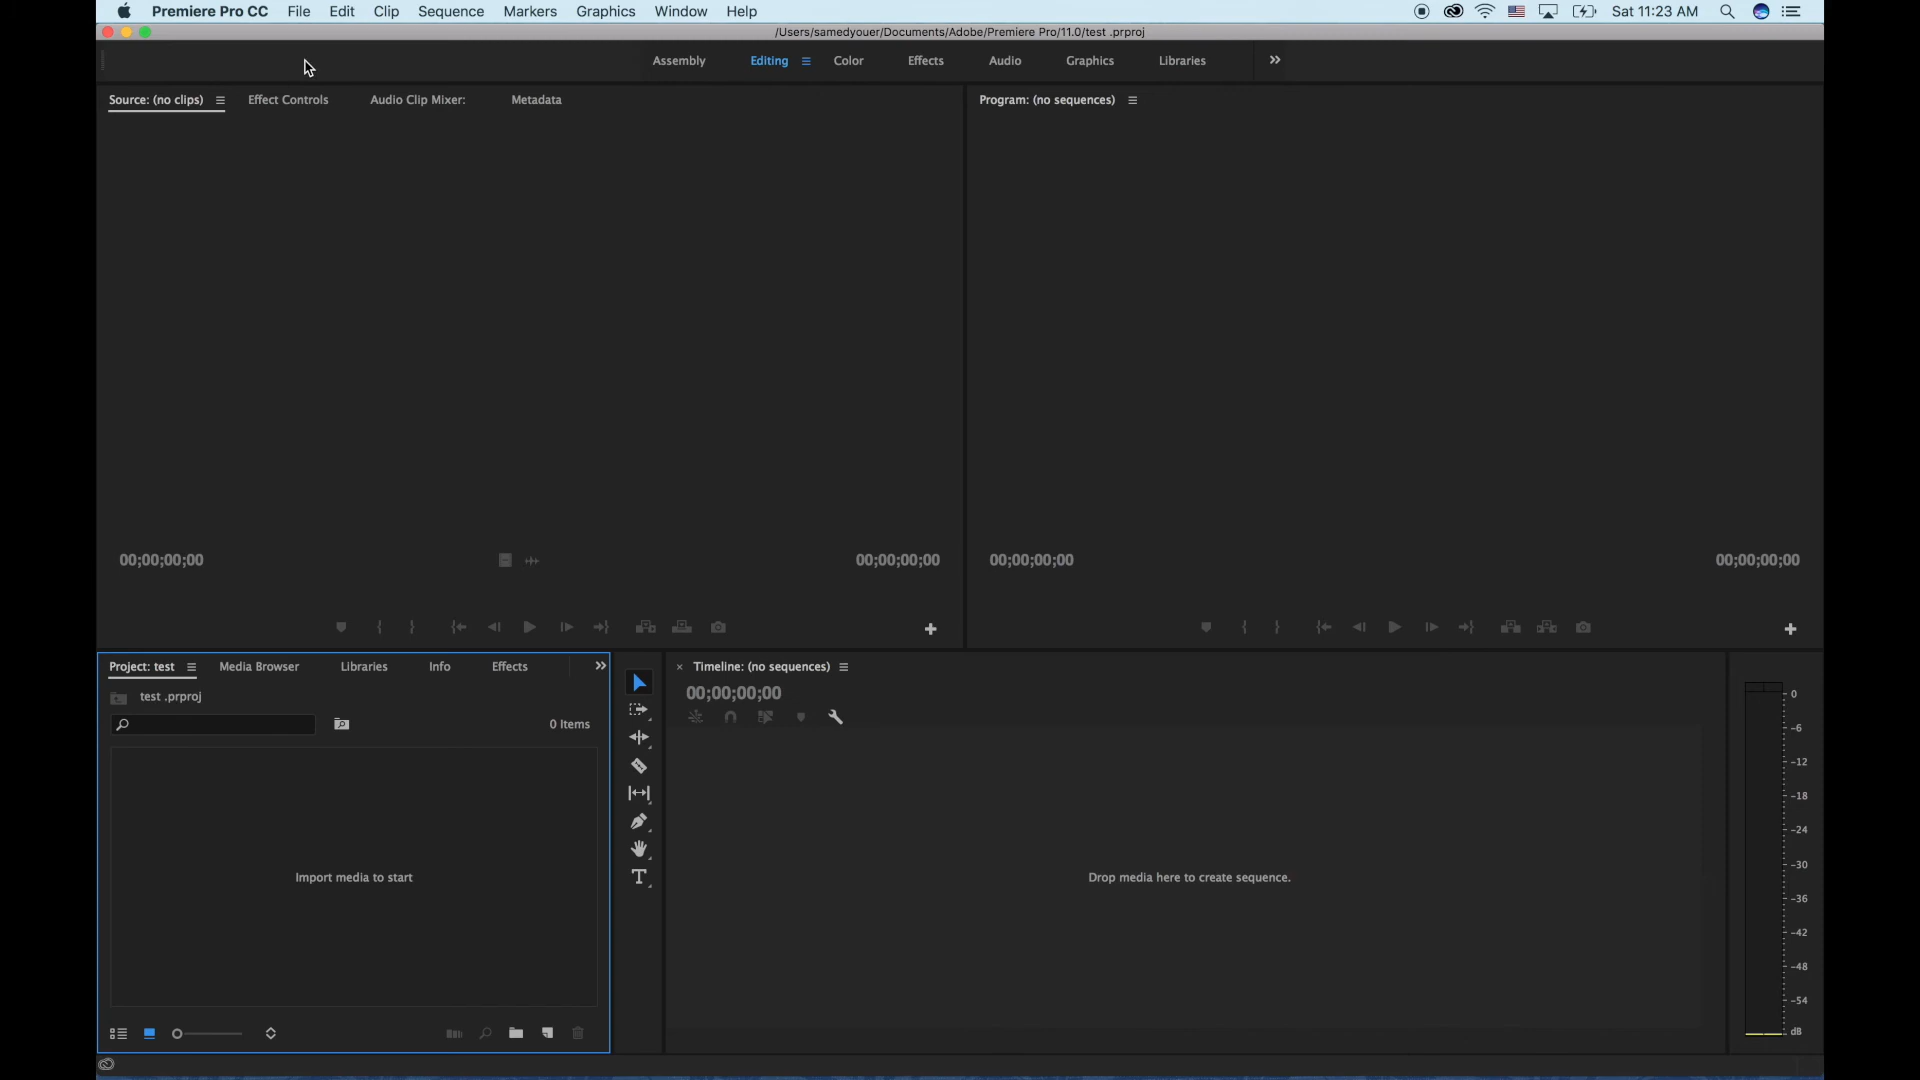 Premiere Pro CC File Edit Clip Sequence Markers Graphics Window Help Sat 11:23 AM
/Users/samedyouer/Documents/Adobe/Premiere Pro/11.0/test .prproj
Assembly Editing Color Effects Audio Graphics Libraries
Source: (no clips) Effect Controls Audio Clip Mixer: Metadata
Program: (no sequences)
00;00;00;00 00;00;00;00
00;00;00;00 00;00;00;00
Project: test Media Browser Libraries Info Effects
test .prproj
0 Items
Import media to start
Timeline: (no sequences)
00;00;00;00
Drop media here to create sequence.
0
-6
-12
-18
-24
-30
-36
-42
-48
-54
dB